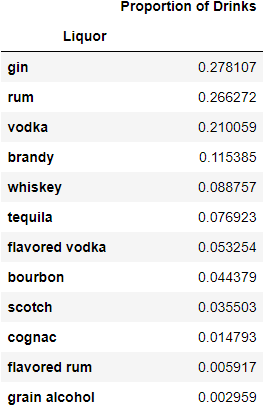 Proportion of Drinks
Liquor
gin 0.278107
rum 0.266272
vodka 0.210059
brandy 0.115385
whiskey 0.088757
tequila 0.076923
flavored vodka 0.053254
bourbon 0.044379
scotch 0.035503
cognac 0.014793
flavored rum 0.005917
grain alcohol 0.002959